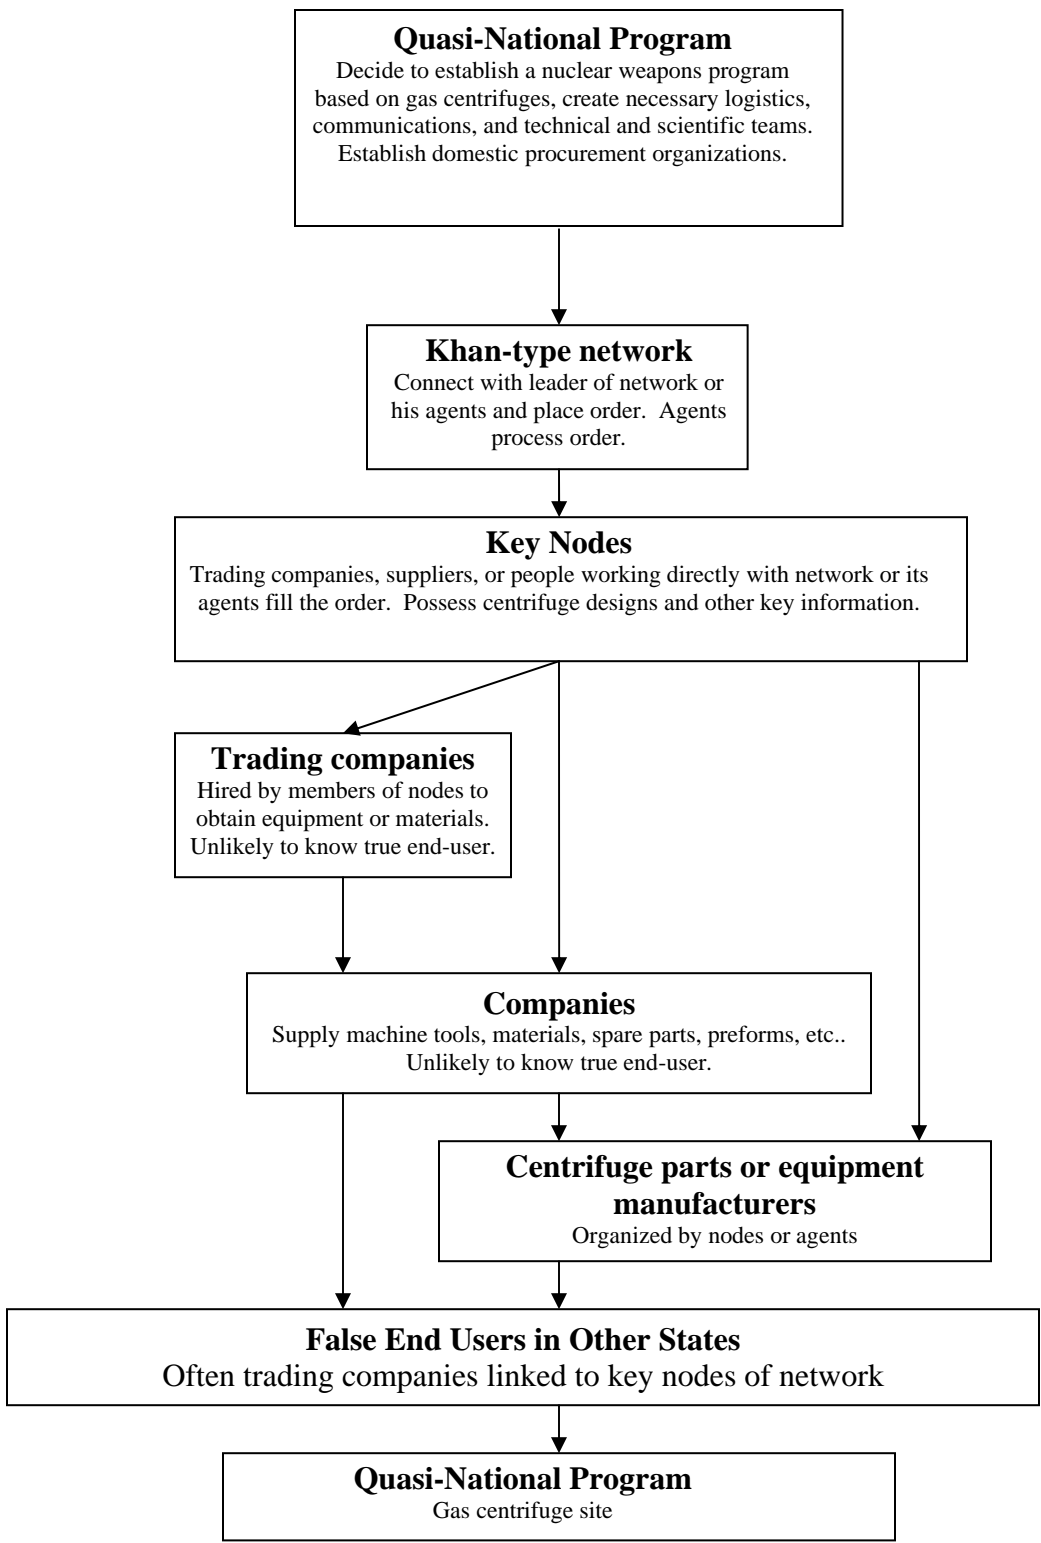 Quasi-National Program
Decide to establish a nuclear weapons program
based on gas centrifuges, create necessary logistics,
communications, and technical and scientific teams.
Establish domestic procurement organizations.
Khan-type network
Connect with leader of network or
his agents and place order.  Agents
process order.
Key Nodes
Trading companies, suppliers, or people working directly with network or its
agents fill the order.  Possess centrifuge designs and other key information.
Trading companies
Hired by members of nodes to
obtain equipment or materials.
Unlikely to know true end-user.
Companies
Supply machine tools, materials, spare parts, preforms, etc..
Unlikely to know true end-user.
Centrifuge parts or equipment
manufacturers
Organized by nodes or agents
False End Users in Other States
Often trading companies linked to key nodes of network
Quasi-National Program
Gas centrifuge site